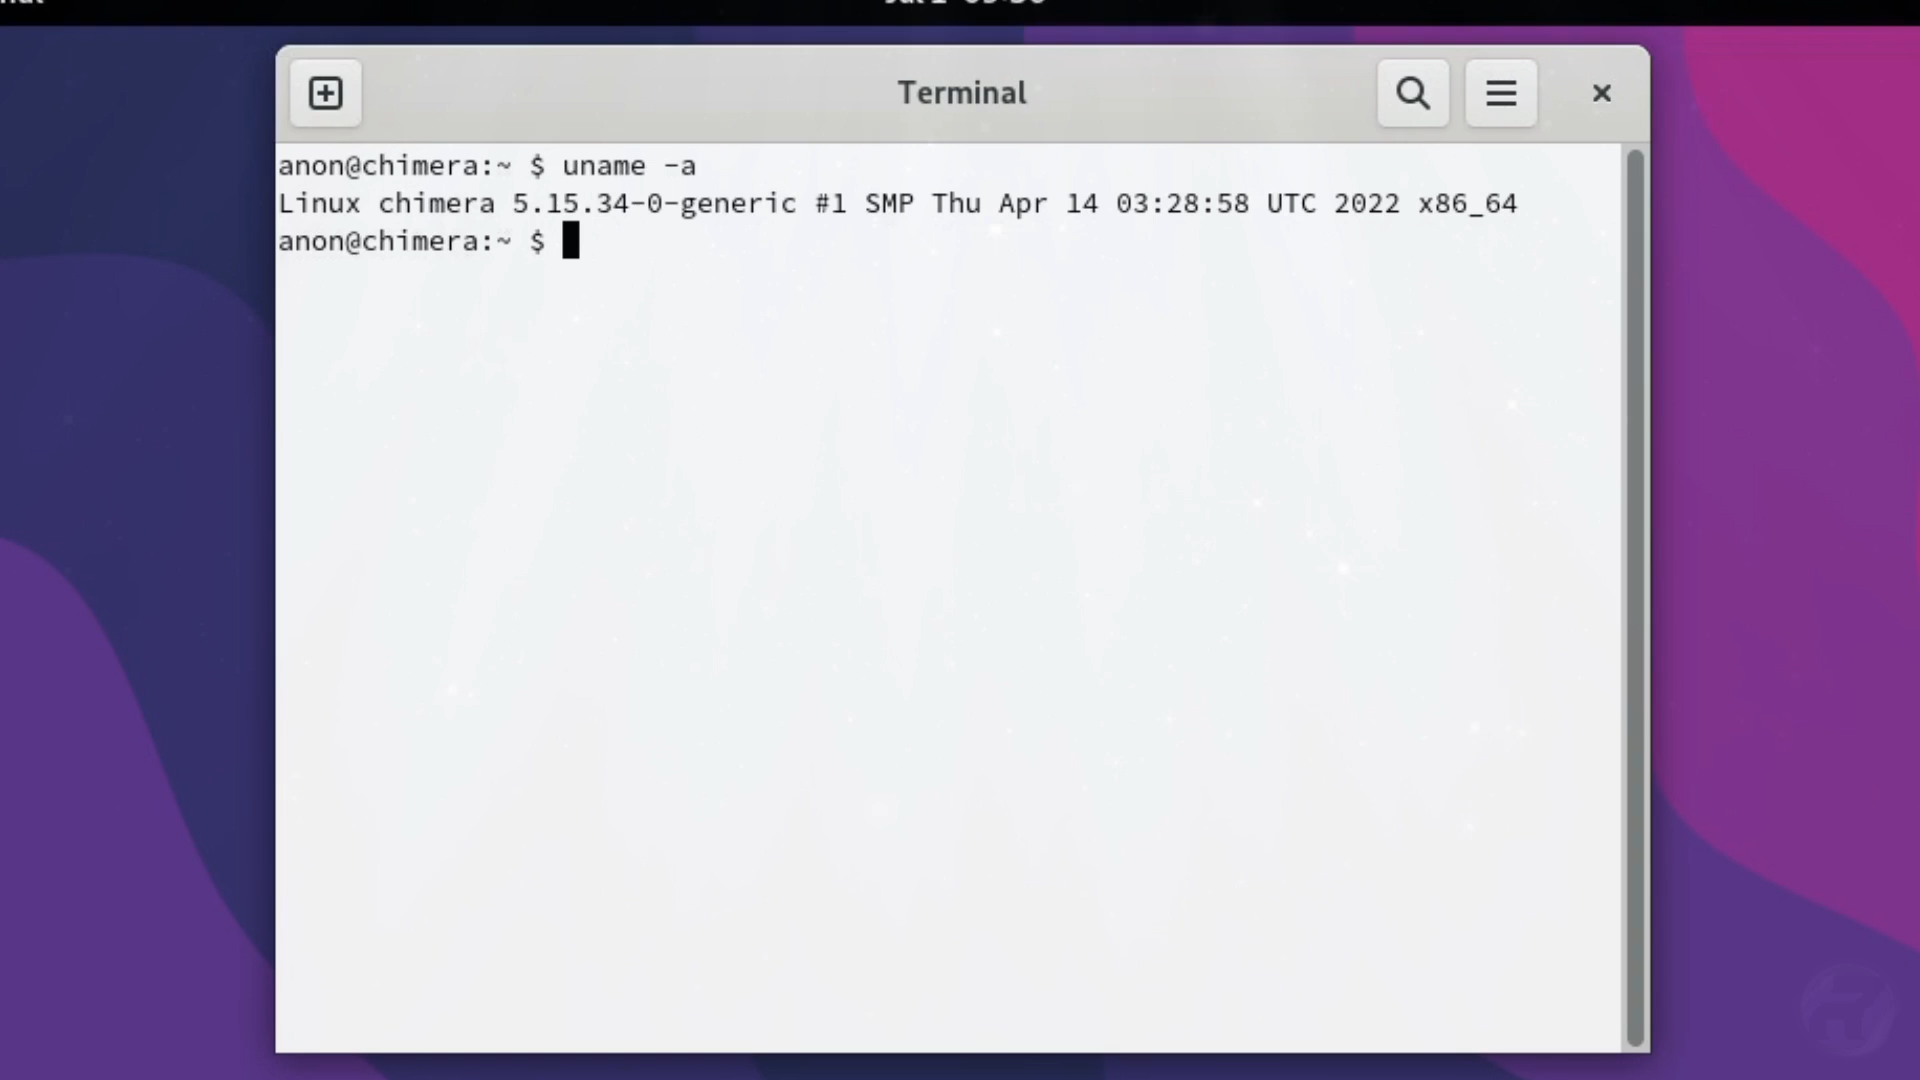 Terminal
anon@chimera:~ $ uname -a
Linux chimera 5.15.34-0-generic #1 SMP Thu Apr 14 03:28:58 UTC 2022 x86_64
anon@chimera:~ $